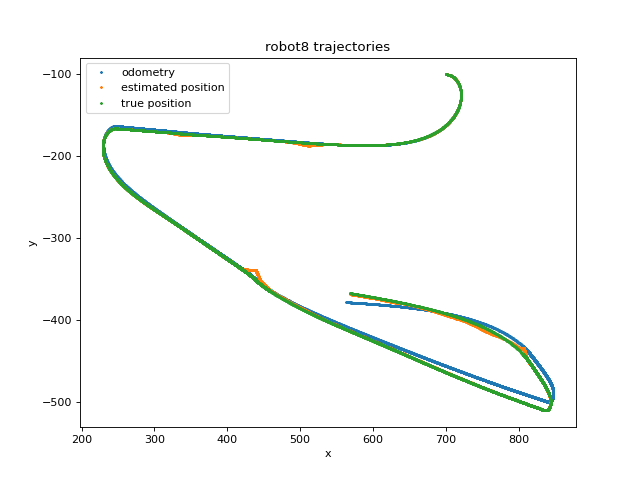 robot8 trajectories
odometry
estimated position
true position
−100
−200
−300
−400
−500
y
200 300 400 500 600 700 800
x